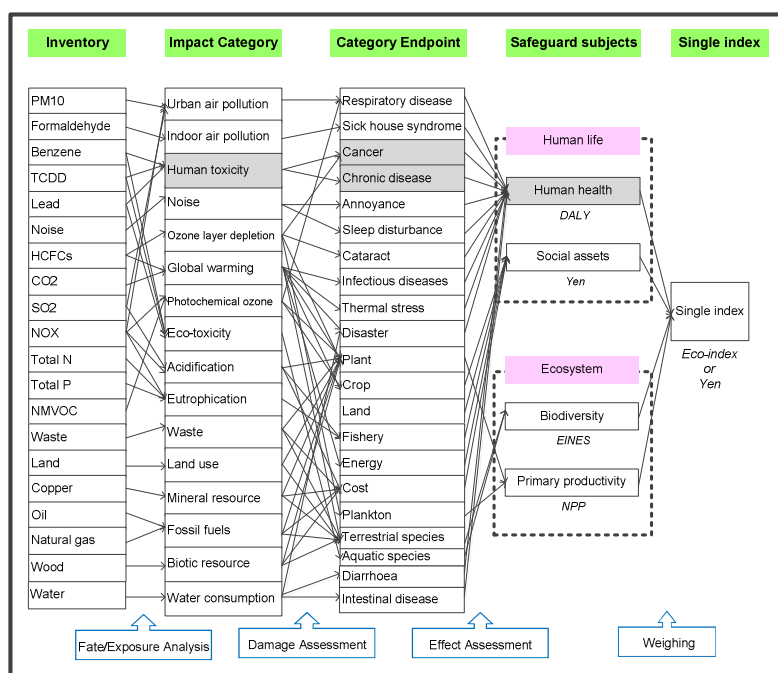 Inventory
Impact Category
Category Endpoint
Safeguard subjects
Single index
PM10
Formaldehyde
Benzene
TCDD
Lead
Noise
HCFCs
CO2
SO2
NOX
Total N
Total P
NMVOC
Waste
Land
Copper
Oil
Natural gas
Wood
Water
Urban air pollution
Indoor air pollution
Human toxicity
Noise
Ozone layer depletion
Global warming
Photochemical ozone
Eco-toxicity
Acidification
Eutrophication
Waste
Land use
Mineral resource
Fossil fuels
Biotic resource
Water consumption
Respiratory disease
Sick house syndrome
Cancer
Chronic disease
Annoyance
Sleep disturbance
Cataract
Infectious diseases
Thermal stress
Disaster
Plant
Crop
Land
Fishery
Energy
Cost
Plankton
Terrestrial species
Aquatic species
Diarrhoea
Intestinal disease
Human life
Human health
DALY
Social assets
Yen
Ecosystem
Biodiversity
EINES
Primary productivity
NPP
Single index
Eco-index
or
Yen
Fate/Exposure Analysis
Damage Assessment
Effect Assessment
Weighing